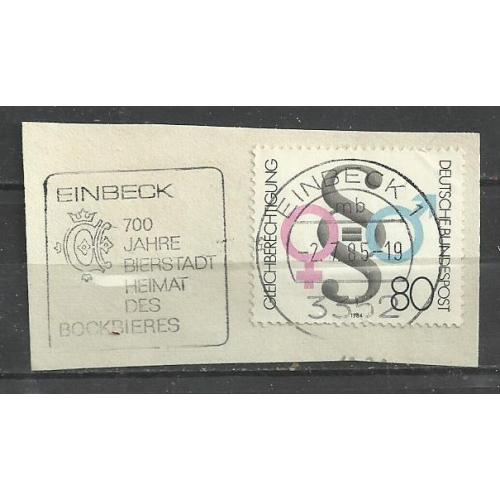 EINBECK
700
JAHRE
BIERSTADT
HEIMAT
DES
BOCKBIERES
GLEICHBERECHTIGUNG
DEUTSCHE BUNDESPOST
80
1984
EINBECK 1
mb
-2.7.85-19
3352